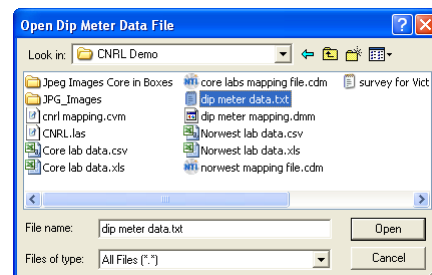 Open Dip Meter Data File
Look in: CNRL Demo
Jpeg Images Core in Boxes
JPG_Images
cnrl mapping.cvm
CNRL.las
Core lab data.csv
Core lab data.xls
core labs mapping file.cdm
dip meter data.txt
dip meter mapping.dmm
Norwest lab data.csv
Norwest lab data.xls
norwest mapping file.cdm
survey for Vict
File name: dip meter data.txt Open
Files of type: All Files (*.*) Cancel